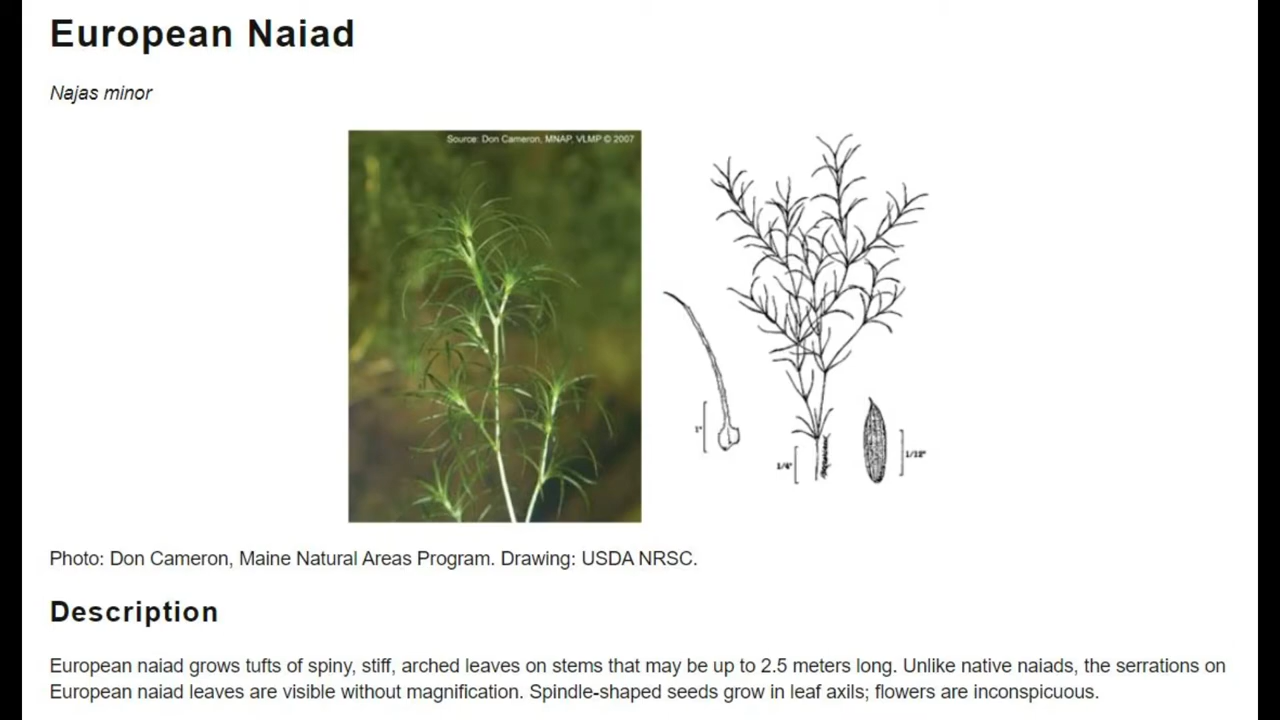 European Naiad
Najas minor
Source: Don Cameron, MNAP, VLMP © 2007
1"
1/4"
1/12"
Photo: Don Cameron, Maine Natural Areas Program. Drawing: USDA NRSC.
Description
European naiad grows tufts of spiny, stiff, arched leaves on stems that may be up to 2.5 meters long. Unlike native naiads, the serrations on
European naiad leaves are visible without magnification. Spindle-shaped seeds grow in leaf axils; flowers are inconspicuous.